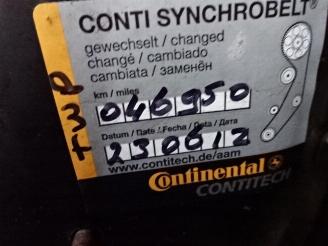 CONTI SYNCHROBELT®
gewechselt / changed
changé / cambiado
cambiata / заменён
km / miles
046950
Datum / Date / Fecha / Data / Дата
230612
www.contitech.de/aam
Continental
CONTITECH
TWP